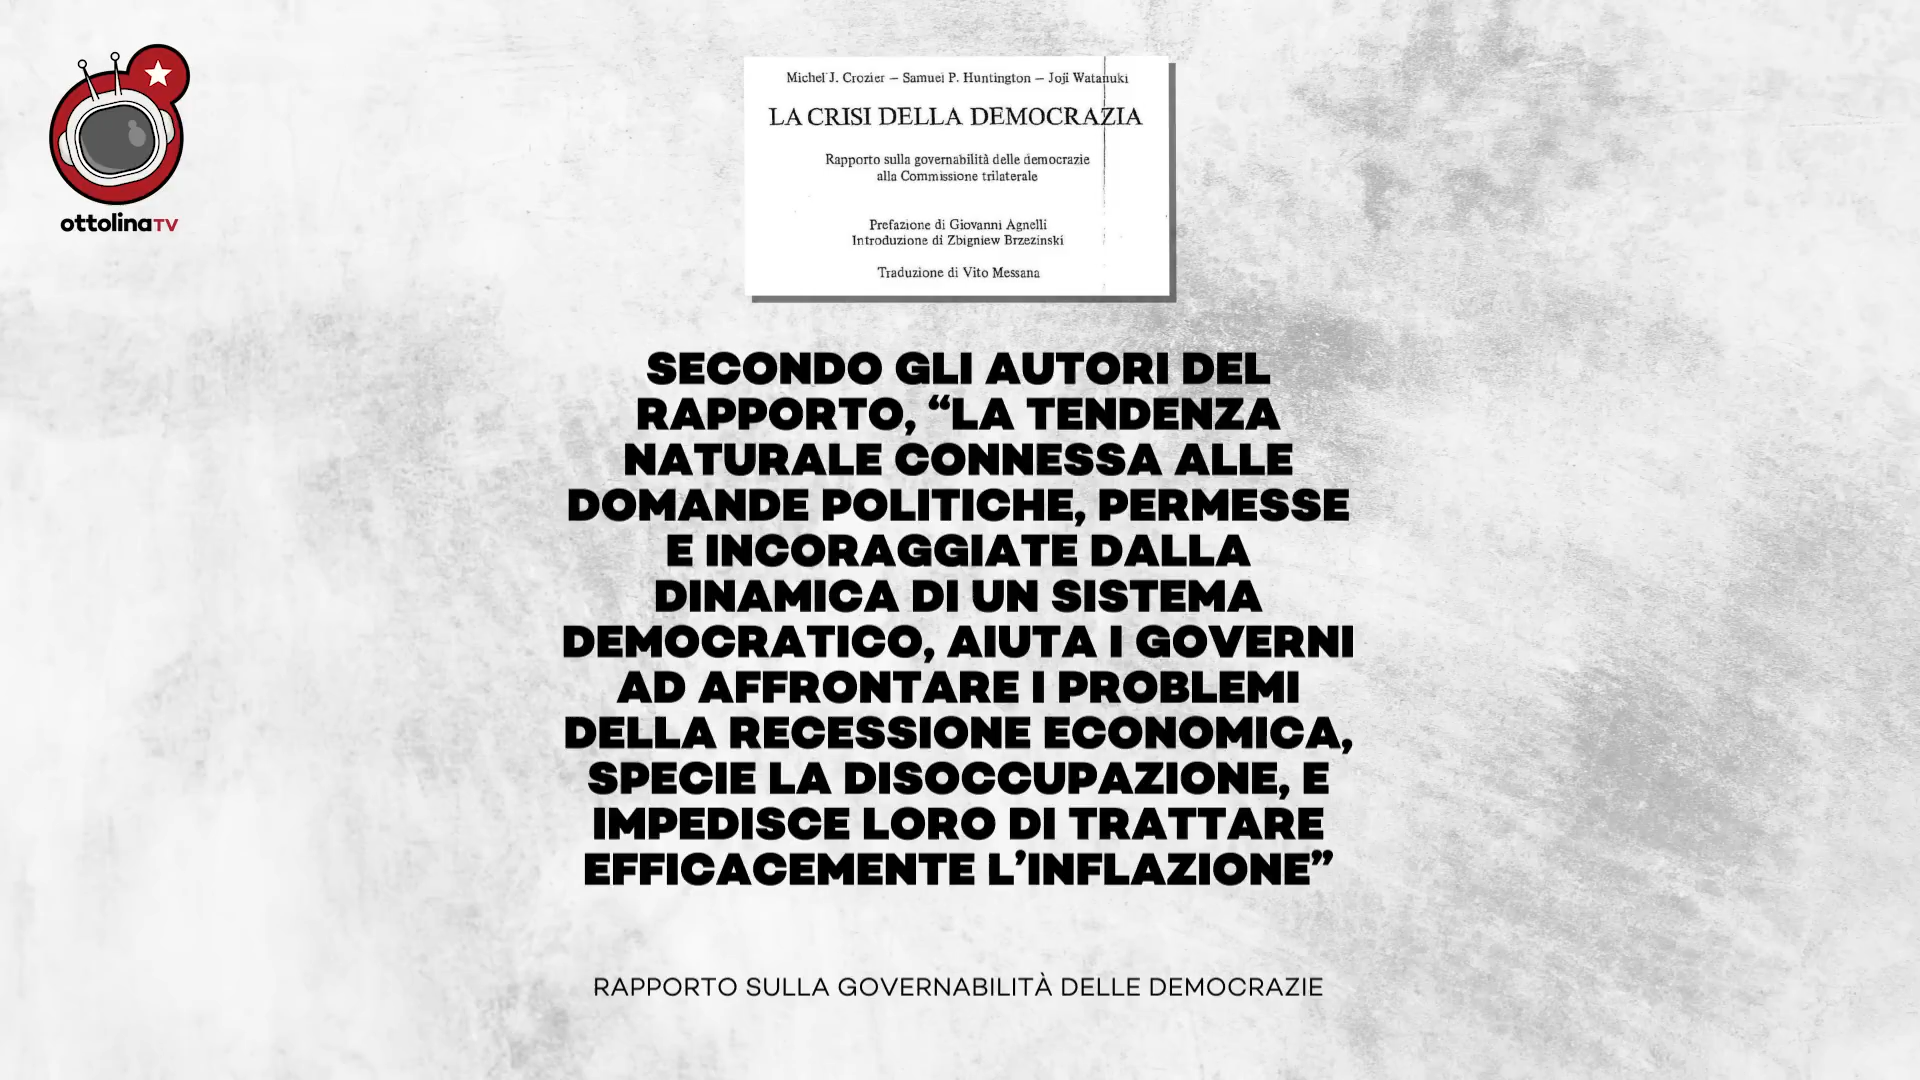 ottolinaTV
Michel J. Crozier — Samuel P. Huntington — Joji Watanuki
LA CRISI DELLA DEMOCRAZIA
Rapporto sulla governabilità delle democrazie
alla Commissione trilaterale
Prefazione di Giovanni Agnelli
Introduzione di Zbigniew Brzezinski
Traduzione di Vito Messana
SECONDO GLI AUTORI DEL
RAPPORTO, “LA TENDENZA
NATURALE CONNESSA ALLE
DOMANDE POLITICHE, PERMESSE
E INCORAGGIATE DALLA
DINAMICA DI UN SISTEMA
DEMOCRATICO, AIUTA I GOVERNI
AD AFFRONTARE I PROBLEMI
DELLA RECESSIONE ECONOMICA,
SPECIE LA DISOCCUPAZIONE, E
IMPEDISCE LORO DI TRATTARE
EFFICACEMENTE L’INFLAZIONE”
RAPPORTO SULLA GOVERNABILITÀ DELLE DEMOCRAZIE